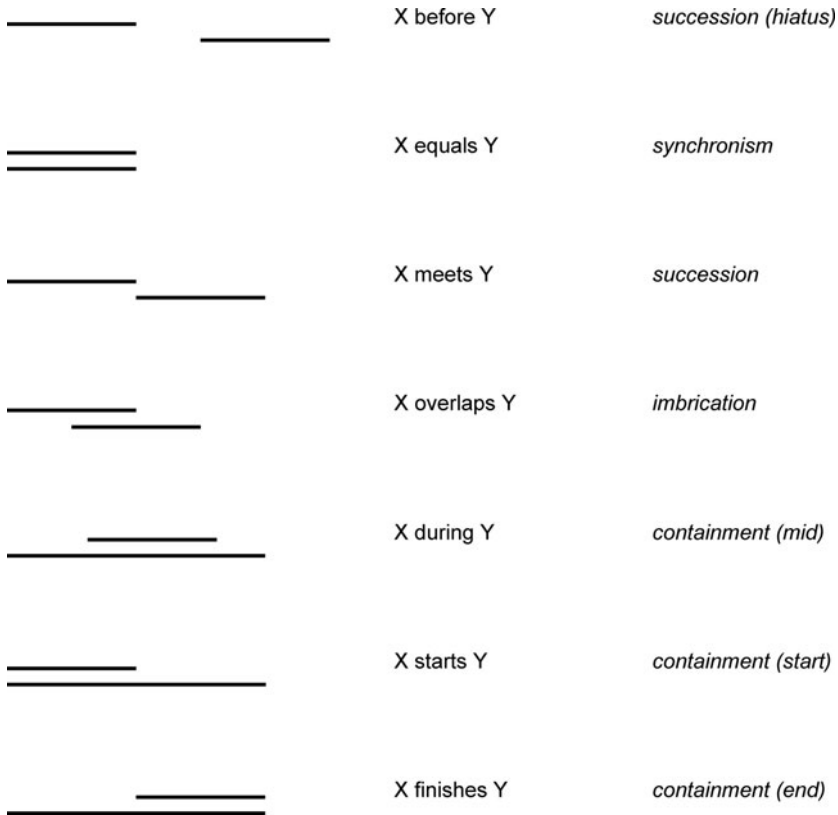 X before Y succession (hiatus)
X equals Y synchronism
X meets Y succession
X overlaps Y imbrication
X during Y containment (mid)
X starts Y containment (start)
X finishes Y containment (end)